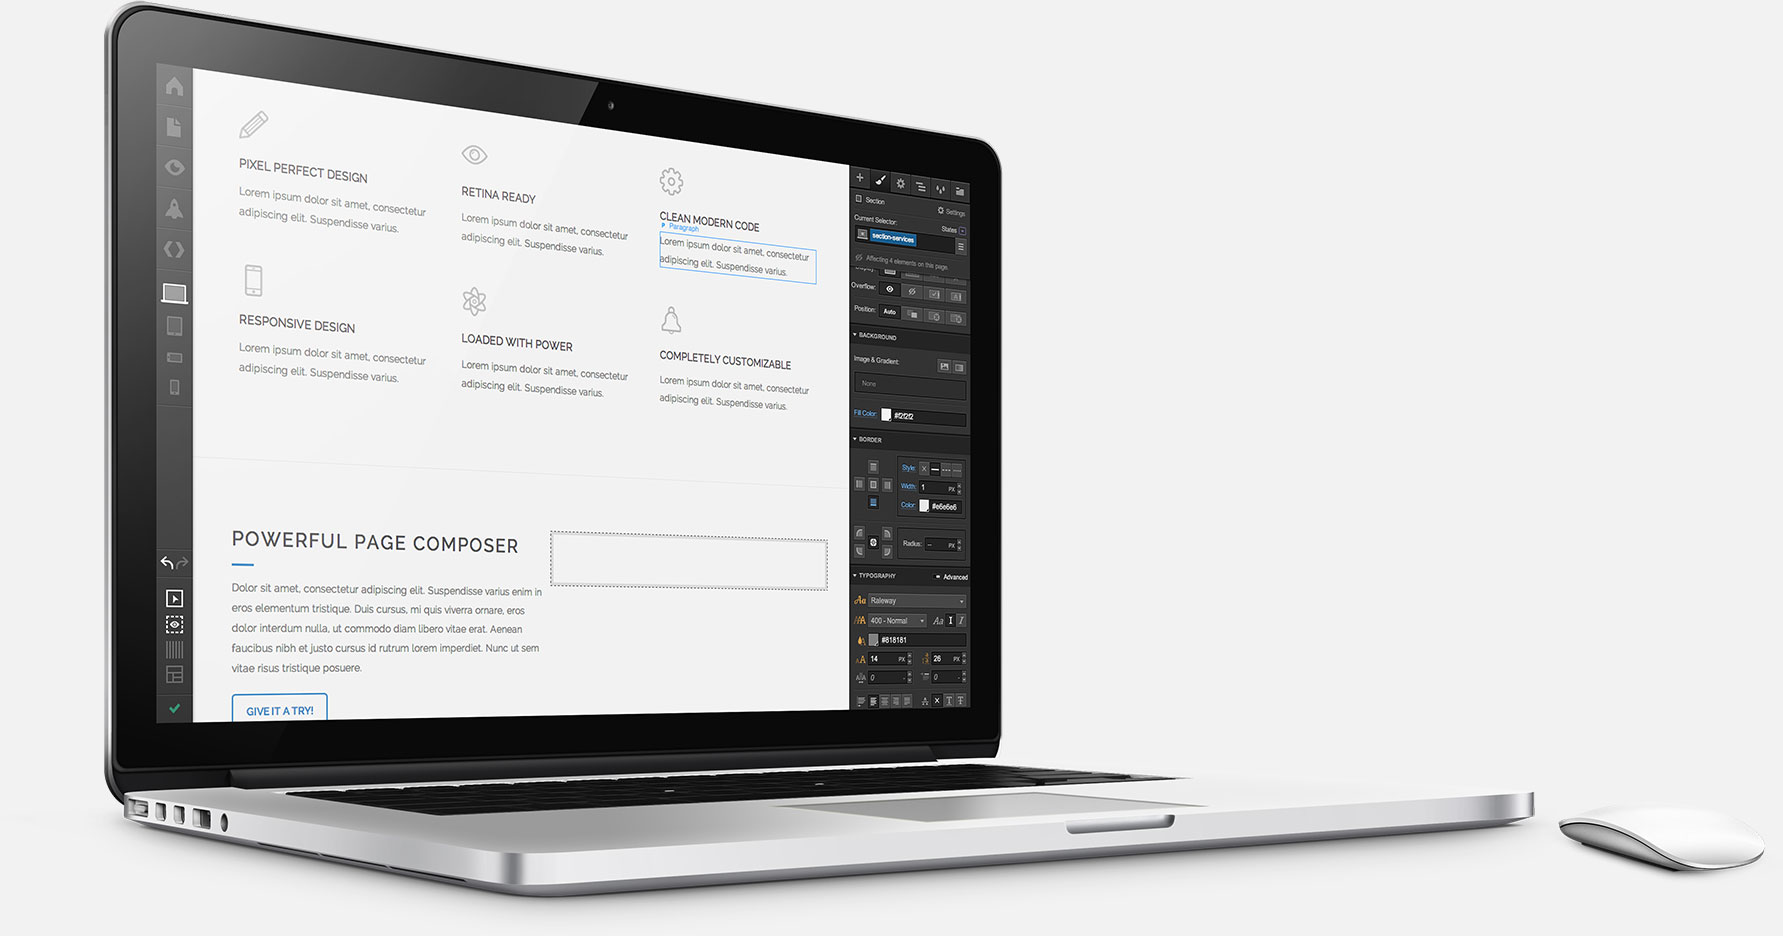 PIXEL PERFECT DESIGN
Lorem ipsum dolor sit amet, consectetur
adipiscing elit. Suspendisse varius.
RETINA READY
Lorem ipsum dolor sit amet, consectetur
adipiscing elit. Suspendisse varius.
CLEAN MODERN CODE
P Paragraph
Lorem ipsum dolor sit amet, consectetur
adipiscing elit. Suspendisse varius.
RESPONSIVE DESIGN
Lorem ipsum dolor sit amet, consectetur
adipiscing elit. Suspendisse varius.
LOADED WITH POWER
Lorem ipsum dolor sit amet, consectetur
adipiscing elit. Suspendisse varius.
COMPLETELY CUSTOMIZABLE
Lorem ipsum dolor sit amet, consectetur
adipiscing elit. Suspendisse varius.
POWERFUL PAGE COMPOSER
Dolor sit amet, consectetur adipiscing elit. Suspendisse varius enim in
eros elementum tristique. Duis cursus, mi quis viverra ornare, eros
dolor interdum nulla, ut commodo diam libero vitae erat. Aenean
faucibus nibh et justo cursus id rutrum lorem imperdiet. Nunc ut sem
vitae risus tristique posuere.
GIVE IT A TRY!
Section
Settings
Current Selector:
States
section-services
Affecting 4 elements on this page.
Overflow:
Position: Auto
BACKGROUND
Image & Gradient:
None
Fill Color: #f2f2f2
BORDER
Style:
Width: 1 PX
Color: #e6e6e6
Radius: – PX
TYPOGRAPHY Advanced
Aa Raleway
400 - Normal Aa I I
#818181
14 PX 26 PX
0 - 0 -